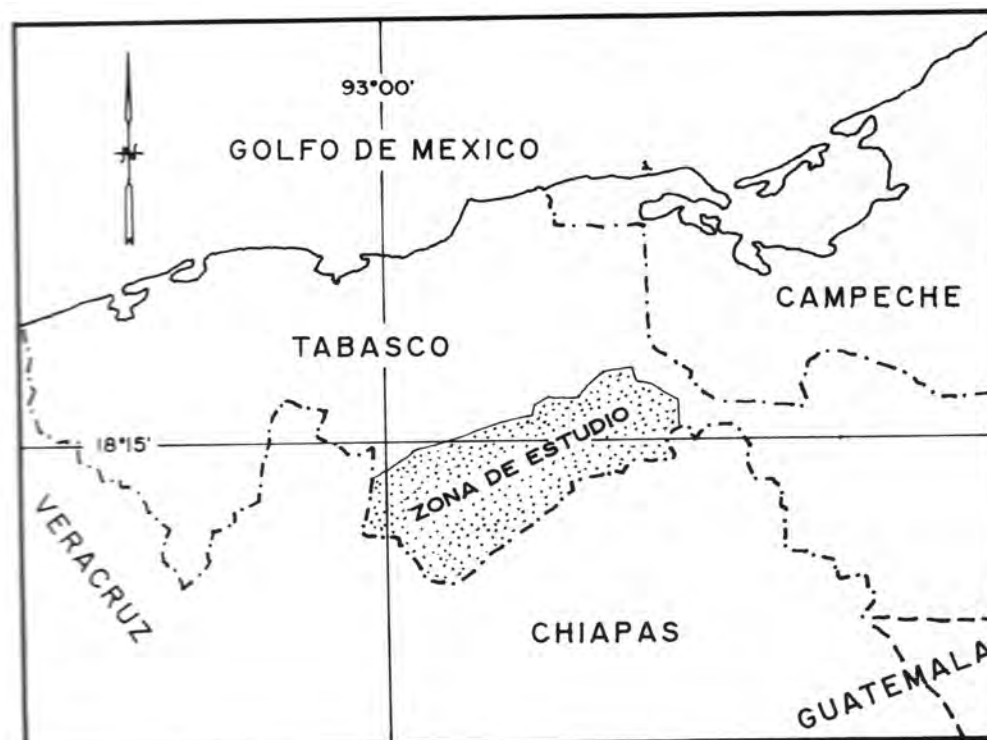 93°00'
GOLFO DE MEXICO
N
CAMPECHE
TABASCO
18°15'
ZONA DE ESTUDIO
VERACRUZ
CHIAPAS
GUATEMALA